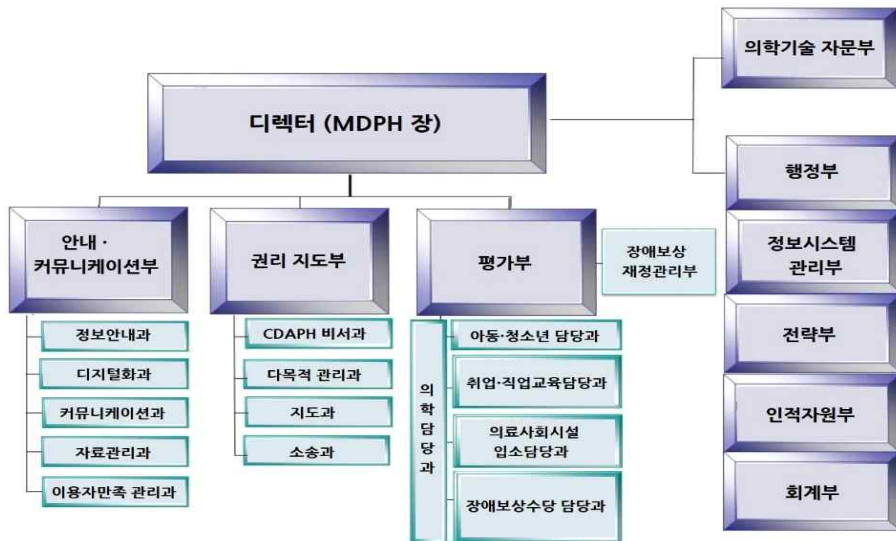 의학기술 자문부
디렉터 (MDPH 장)
행정부
정보시스템
관리부
전략부
인적자원부
회계부
안내 ·
커뮤니케이션부
정보안내과
디지털화과
커뮤니케이션과
자료관리과
이용자만족 관리과
권리 지도부
CDAPH 비서과
다목적 관리과
지도과
소송과
평가부
장애보상
재정관리부
의
학
담
당
과
아동·청소년 담당과
취업·직업교육담당과
의료사회시설
입소담당과
장애보상수당 담당과